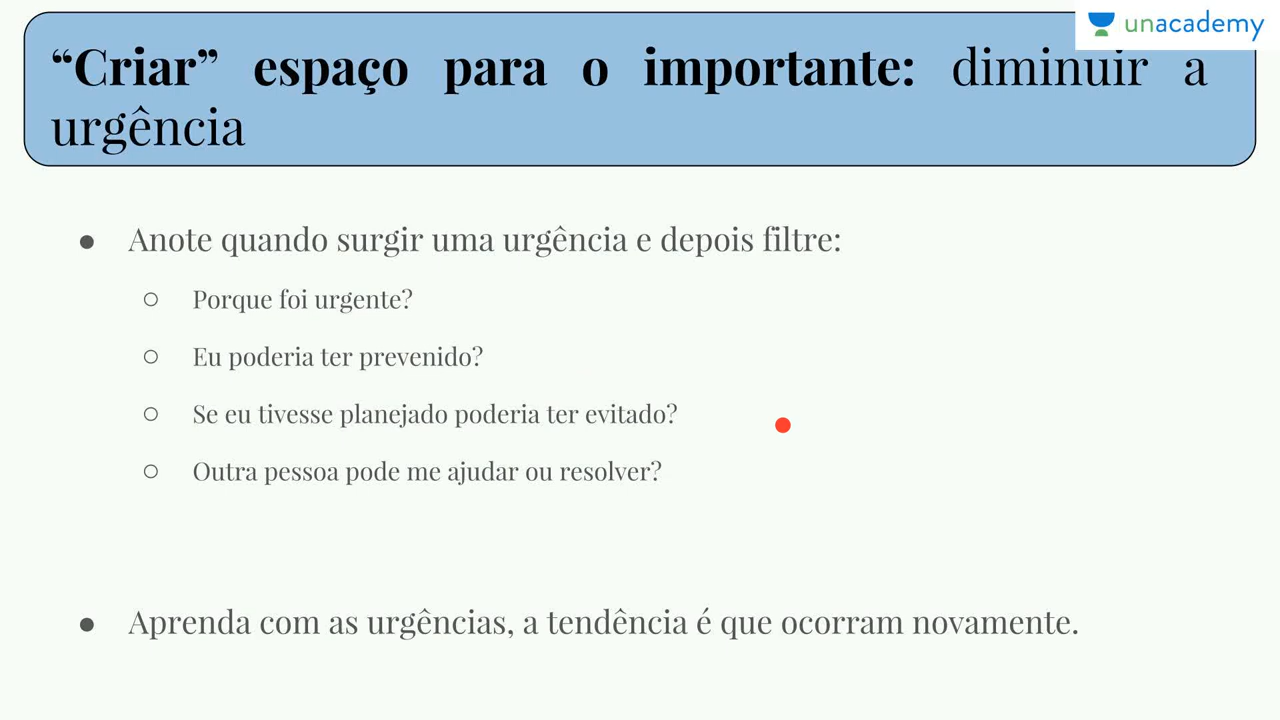 unacademy
“Criar” espaço para o importante: diminuir a
urgência
● Anote quando surgir uma urgência e depois filtre:
○ Porque foi urgente?
○ Eu poderia ter prevenido?
○ Se eu tivesse planejado poderia ter evitado?
○ Outra pessoa pode me ajudar ou resolver?
● Aprenda com as urgências, a tendência é que ocorram novamente.